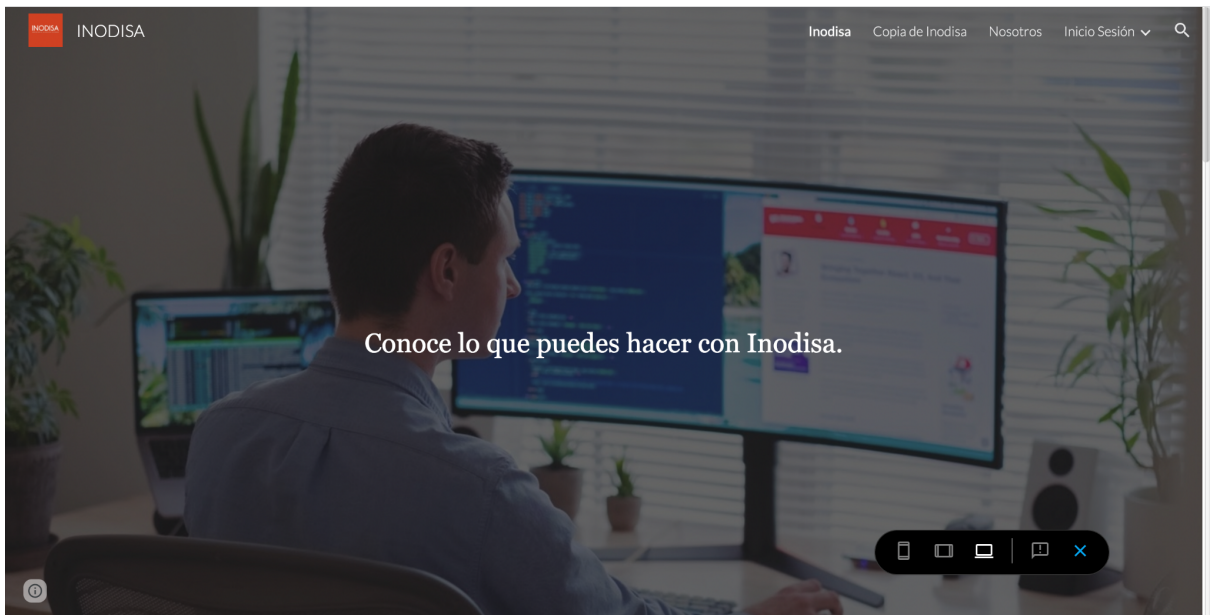 INODISA
INODISA
Inodisa
Copia de Inodisa
Nosotros
Inicio Sesión
Conoce lo que puedes hacer con Inodisa.